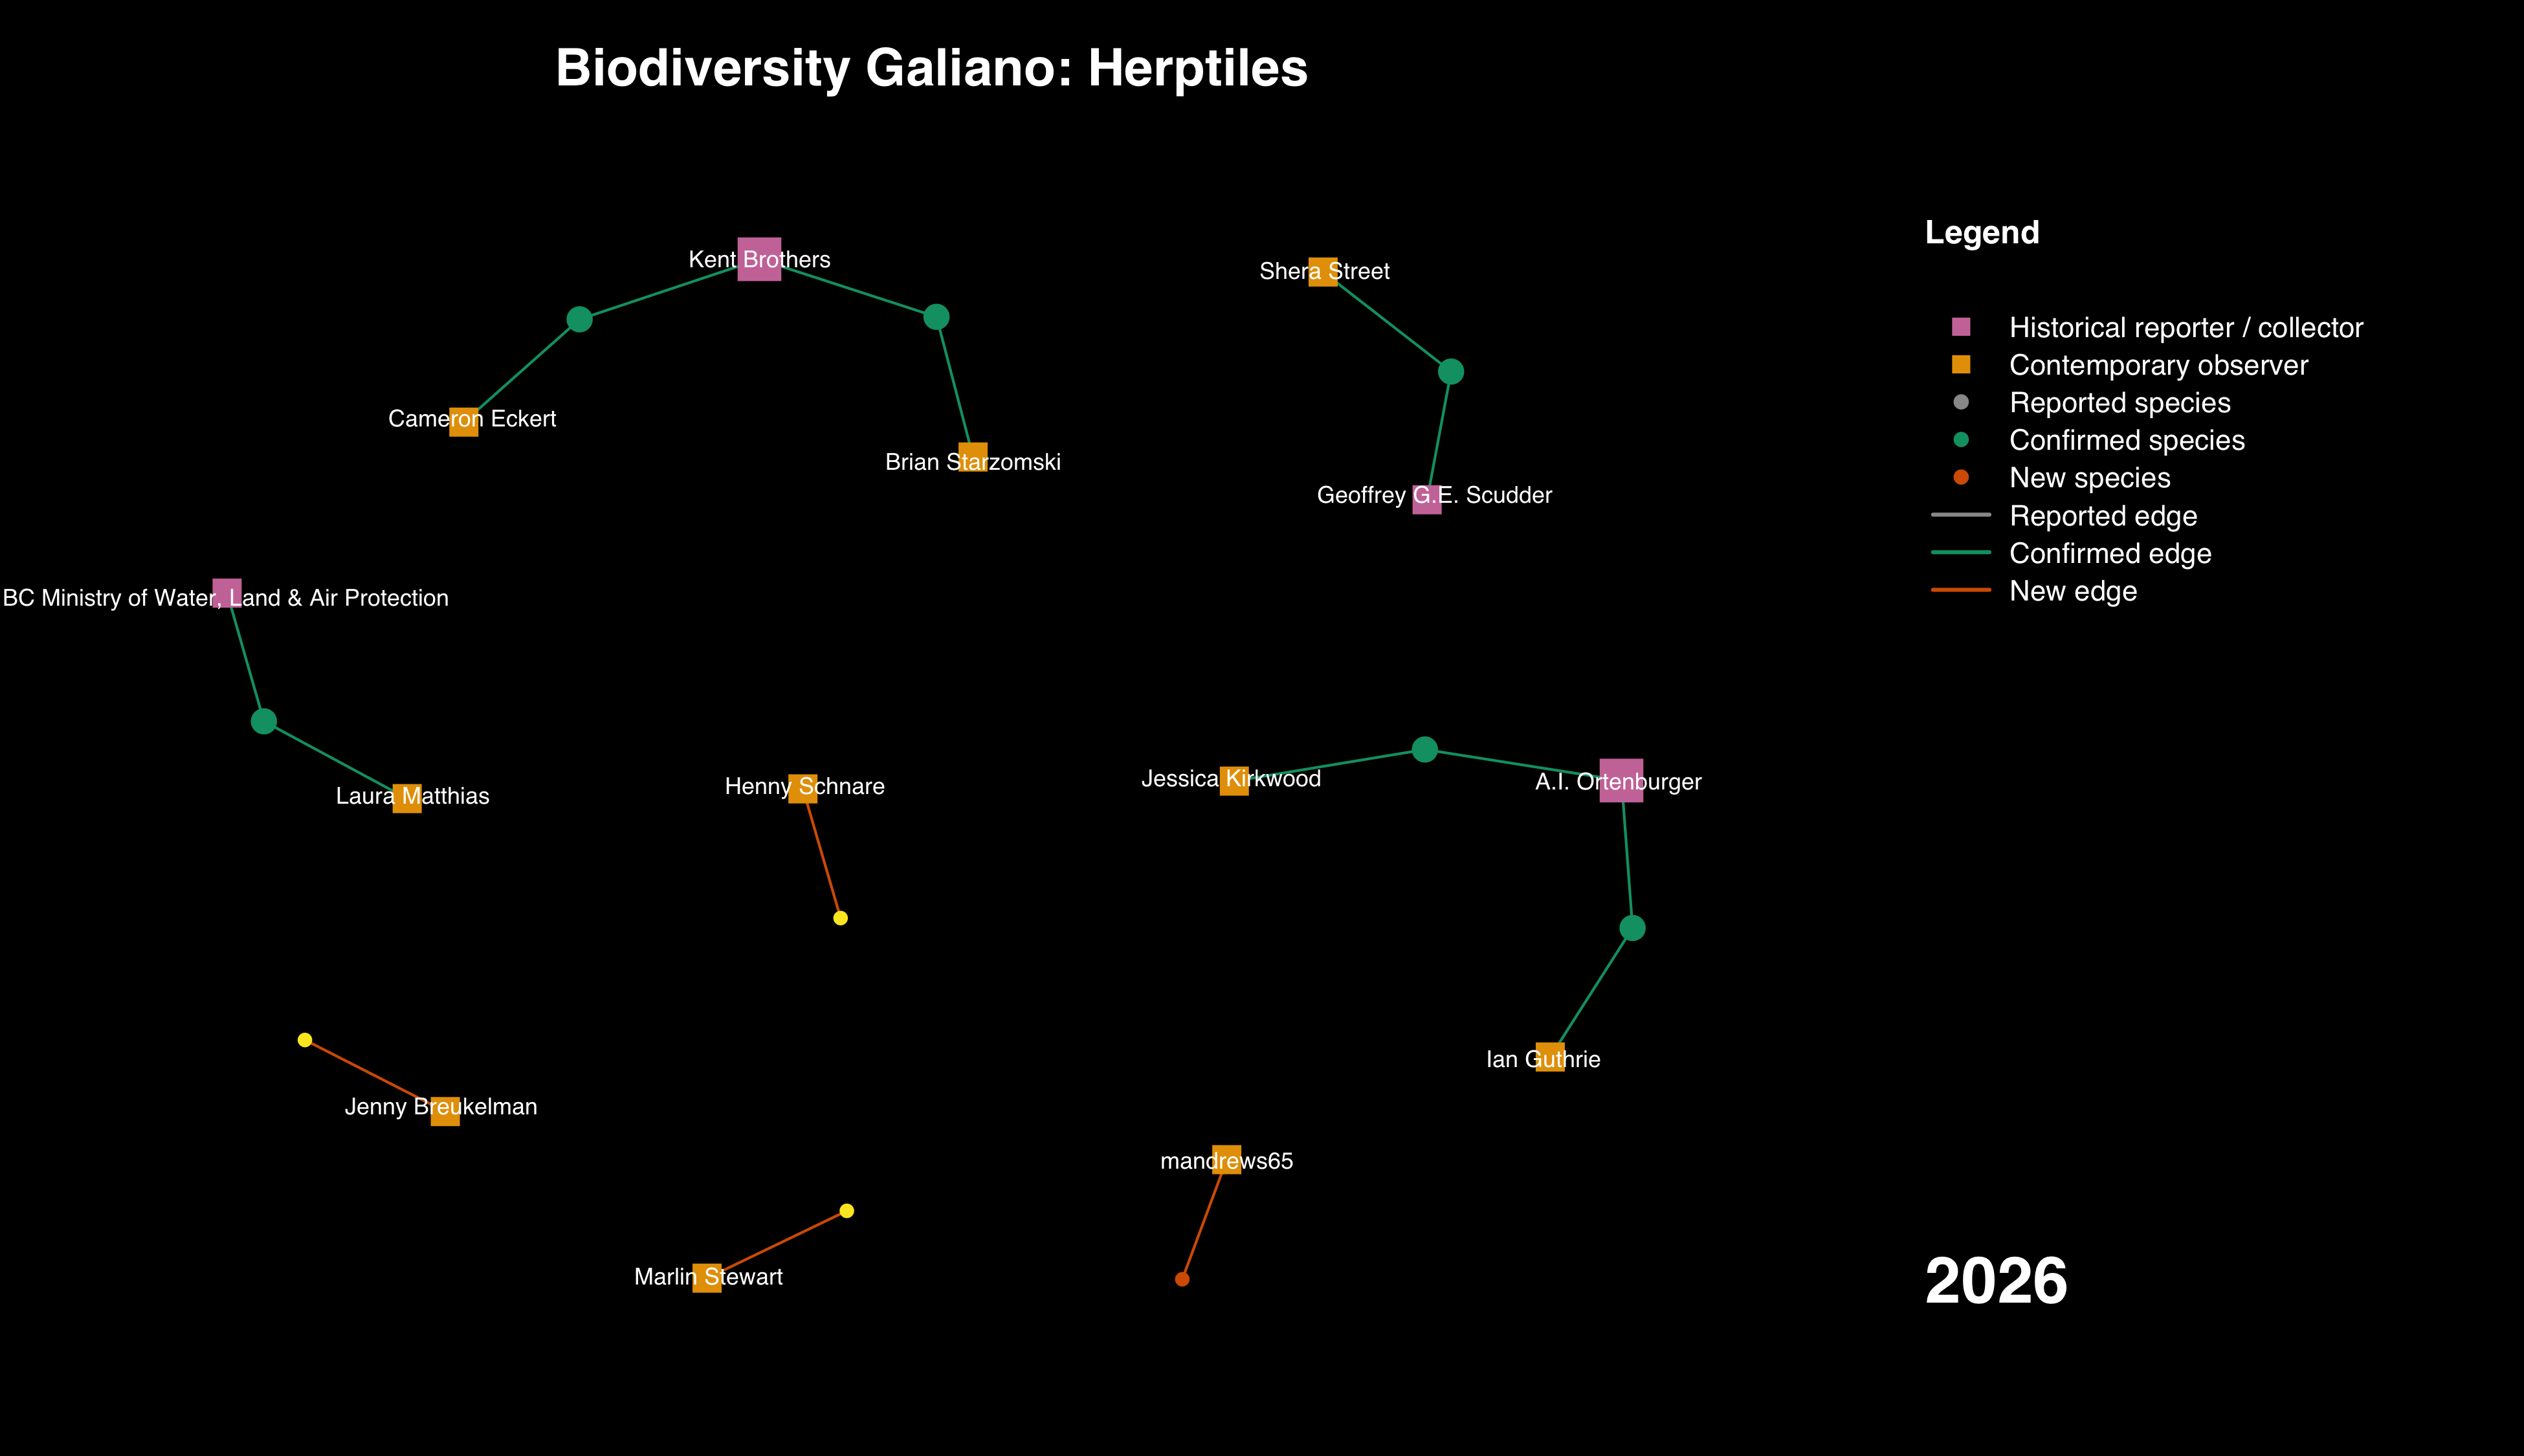 Biodiversity Galiano: Herptiles
Kent Brothers
Shera Street
Cameron Eckert
Brian Starzomski
Geoffrey G.E. Scudder
BC Ministry of Water, Land & Air Protection
Laura Matthias
Henny Schnare
Jessica Kirkwood
A.I. Ortenburger
Ian Guthrie
Jenny Breukelman
mandrews65
Marlin Stewart
Legend
Historical reporter / collector
Contemporary observer
Reported species
Confirmed species
New species
Reported edge
Confirmed edge
New edge
2026